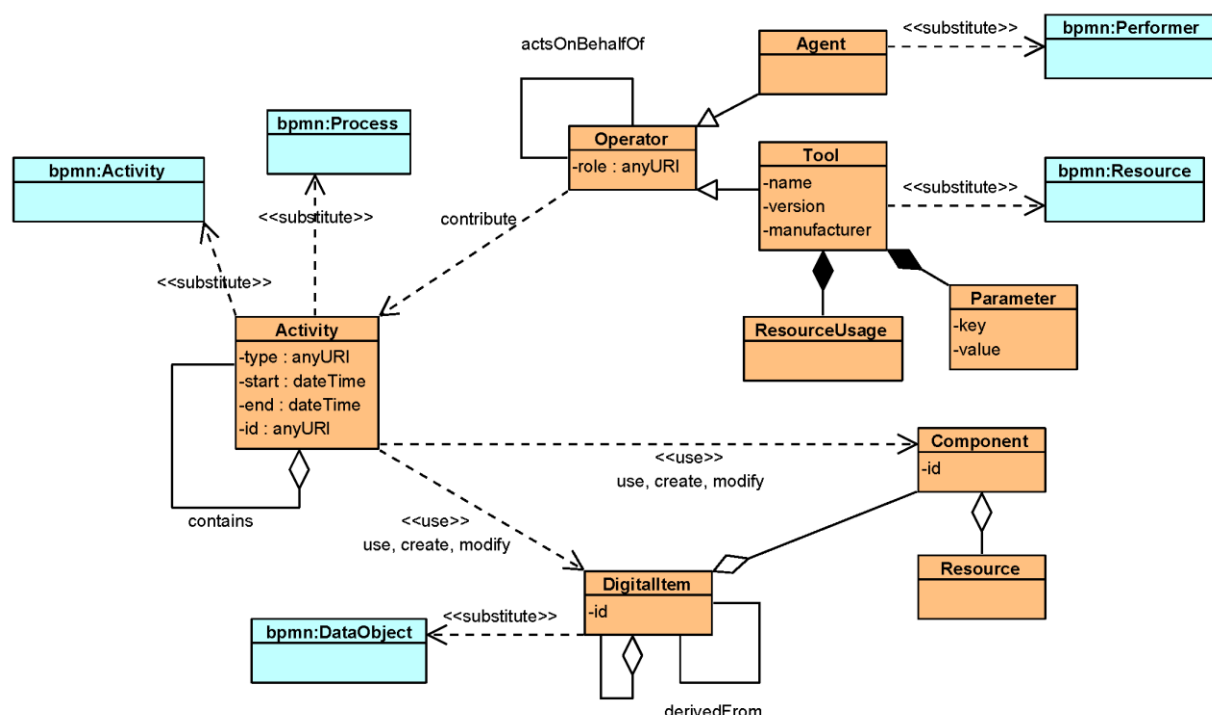 actsOnBehalfOf
Agent
<<substitute>>
bpmn:Performer
bpmn:Process
bpmn:Activity
Operator
-role : anyURI
Tool
-name
-version
-manufacturer
<<substitute>>
bpmn:Resource
<<substitute>>
contribute
<<substitute>>
Activity
-type : anyURI
-start : dateTime
-end : dateTime
-id : anyURI
ResourceUsage
Parameter
-key
-value
<<use>>
use, create, modify
Component
-id
contains
<<use>>
use, create, modify
Resource
DigitalItem
-id
<<substitute>>
bpmn:DataObject
derivedFrom